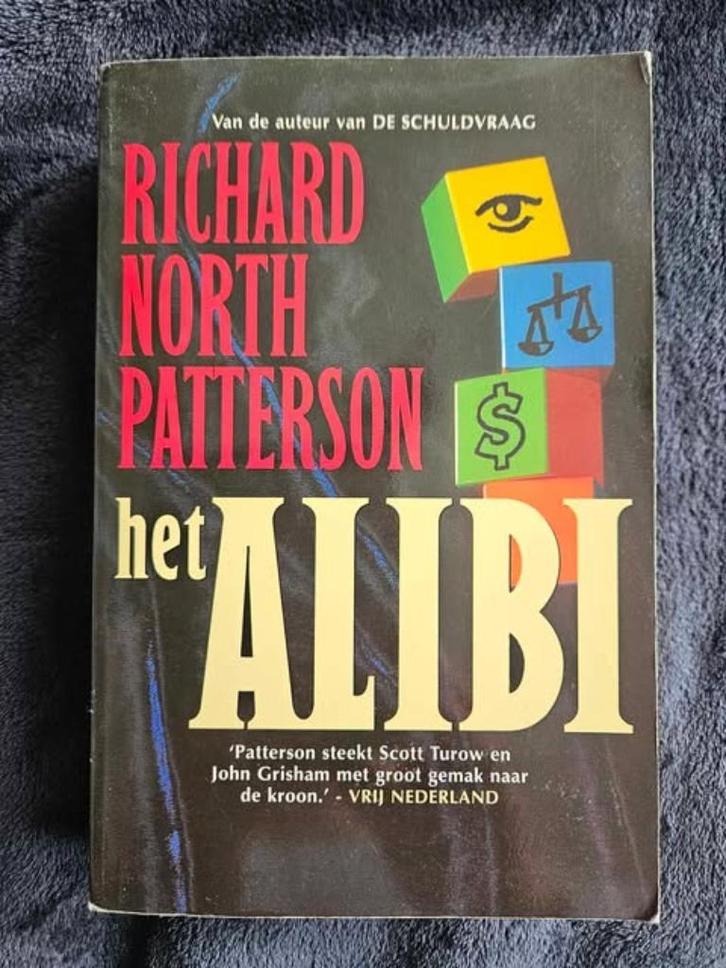 Van de auteur van DE SCHULDVRAAG
RICHARD
NORTH
PATTERSON
$
het ALIBI
'Patterson steekt Scott Turow en
John Grisham met groot gemak naar
de kroon.' - VRIJ NEDERLAND